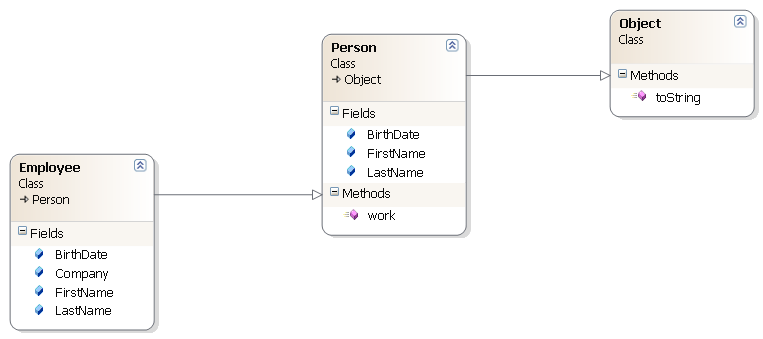 Employee
Class
Person
Fields
BirthDate
Company
FirstName
LastName
Person
Class
Object
Fields
BirthDate
FirstName
LastName
Methods
work
Object
Class
Methods
toString